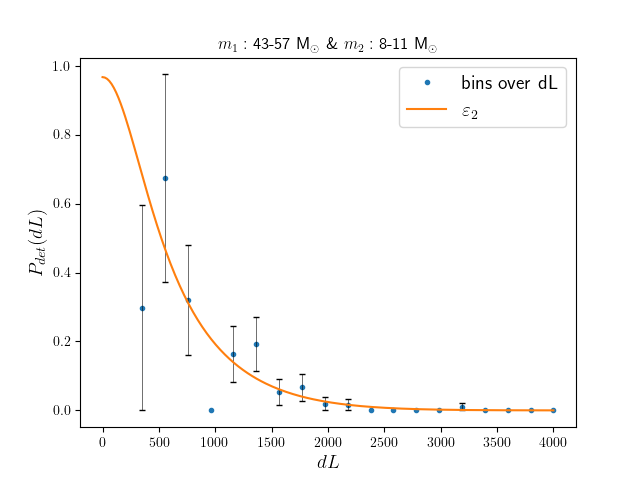 m₁ : 43-57 M⊙ & m₂ : 8-11 M⊙
1.0
0.8
0.6
0.4
0.2
0.0
P_det(dL)
bins over dL
ε₂
0 500 1000 1500 2000 2500 3000 3500 4000
dL